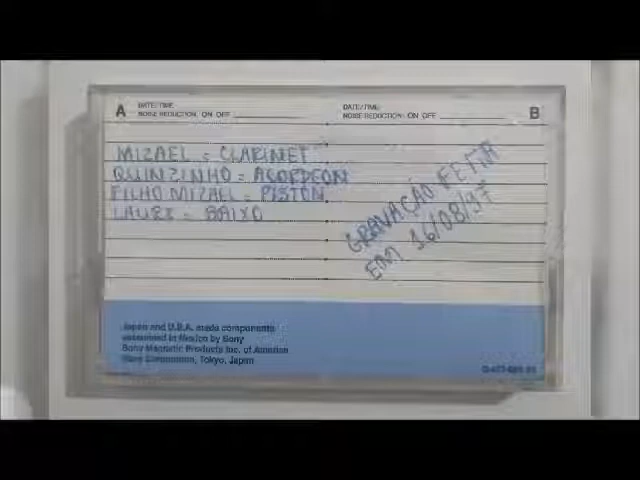 A DATE/TIME: DATE/TIME: B
NOISE REDUCTION: ON OFF NOISE REDUCTION: ON OFF
MIZAEL = CLARINET
QUINZINHO = ACORDEON
FILHO MIZAEL = PISTON
LAURI = BAIXO
GRAVAÇÃO FEITA
EM 16/08/97
Japan and U.S.A. made components
assembled in Mexico by Sony
Sony Magnetic Products Inc. of America
Sony Corporation, Tokyo, Japan